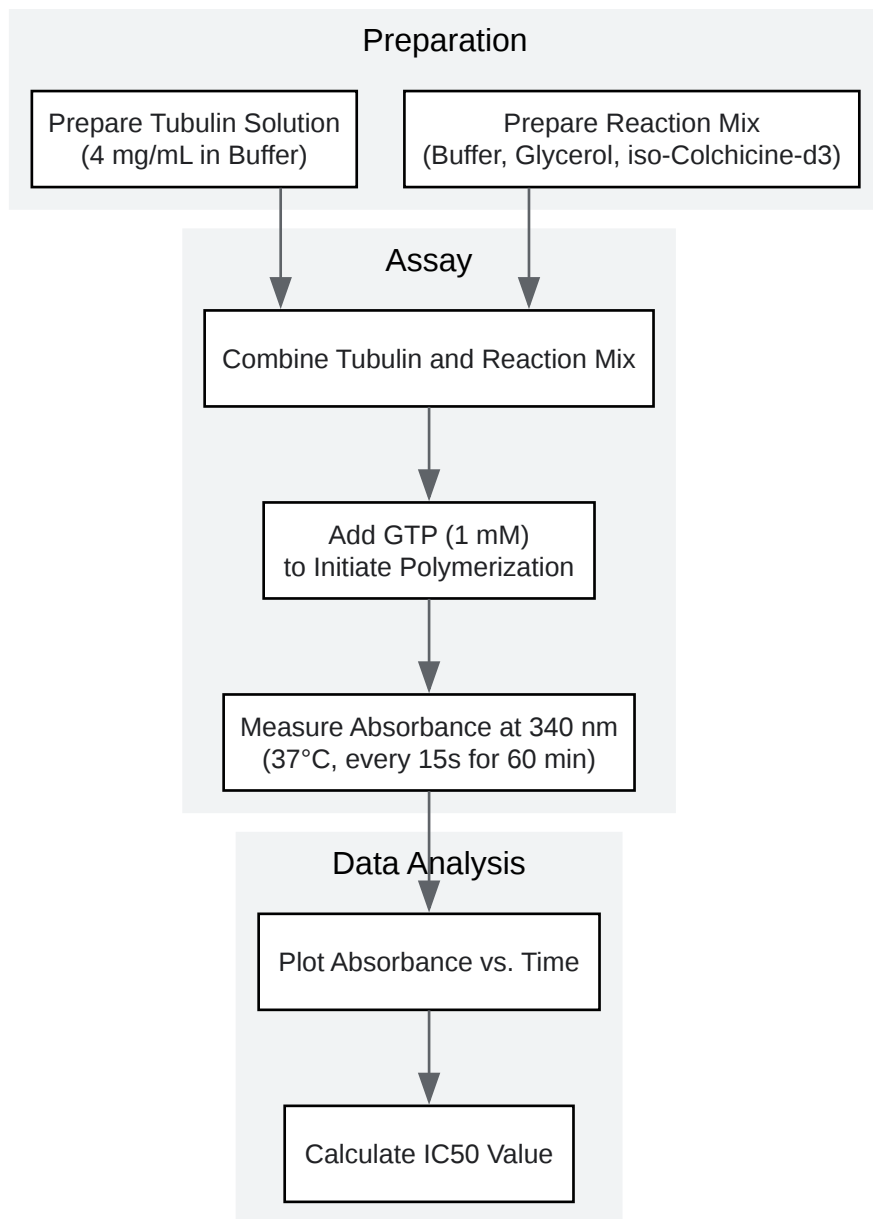 Preparation
Prepare Tubulin Solution
(4 mg/mL in Buffer)
Prepare Reaction Mix
(Buffer, Glycerol, iso-Colchicine-d3)
Assay
Combine Tubulin and Reaction Mix
Add GTP (1 mM)
to Initiate Polymerization
Measure Absorbance at 340 nm
(37°C, every 15s for 60 min)
Data Analysis
Plot Absorbance vs. Time
Calculate IC50 Value